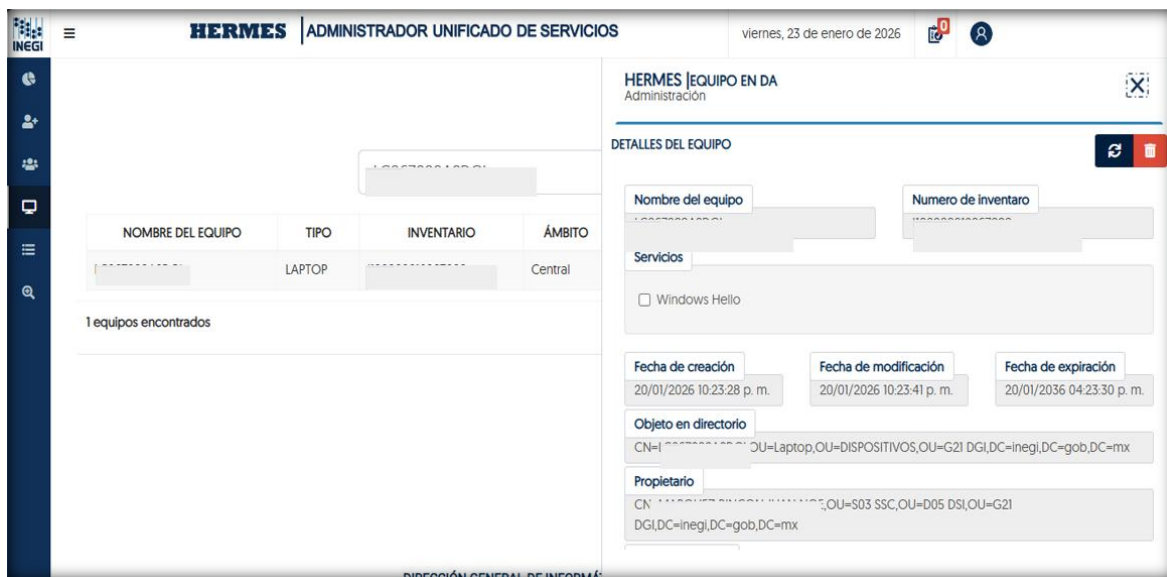 INEGI
HERMES | ADMINISTRADOR UNIFICADO DE SERVICIOS
viernes, 23 de enero de 2026
0
HERMES |EQUIPO EN DA
Administración
DETALLES DEL EQUIPO
Nombre del equipo
Numero de inventaro
NOMBRE DEL EQUIPO TIPO INVENTARIO ÁMBITO
LAPTOP Central
1 equipos encontrados
Servicios
Windows Hello
Fecha de creación
20/01/2026 10:23:28 p. m.
Fecha de modificación
20/01/2026 10:23:41 p. m.
Fecha de expiración
20/01/2036 04:23:30 p. m.
Objeto en directorio
OU=Laptop,OU=DISPOSITIVOS,OU=G21 DGI,DC=inegi,DC=gob,DC=mx
Propietario
OU=S03 SSC,OU=D05 DSI,OU=G21
DGI,DC=inegi,DC=gob,DC=mx